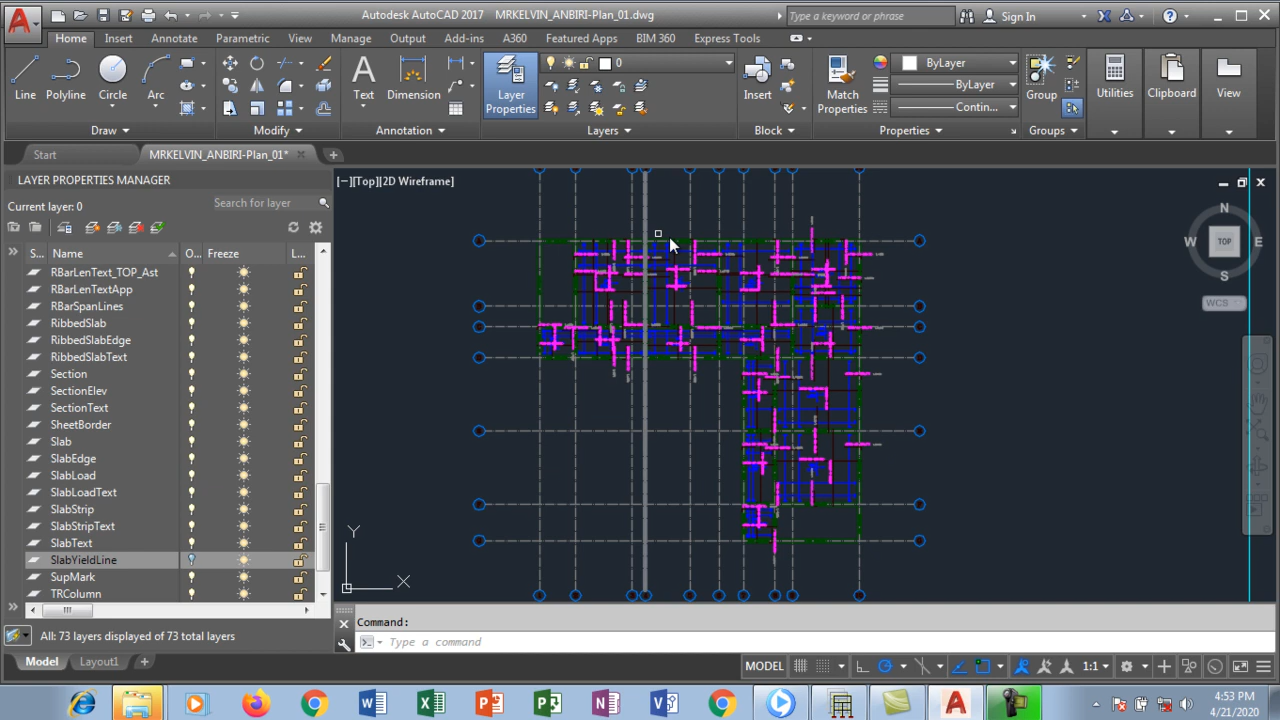 Autodesk AutoCAD 2017 MRKELVIN_ANBIRI-Plan_01.dwg
Type a keyword or phrase
Sign In
Home Insert Annotate Parametric View Manage Output Add-ins A360 Featured Apps BIM 360 Express Tools
0
ByLayer
ByLayer
Contin...
Line Polyline Circle Arc Text Dimension Layer Properties Insert Match Properties Group Utilities Clipboard View
Draw Modify Annotation Layers Block Properties Groups
Start MRKELVIN_ANBIRI-Plan_01*
LAYER PROPERTIES MANAGER
Current layer: 0 Search for layer
S... Name O... Freeze L...
RBarLenText_TOP_Ast
RBarLenTextApp
RBarSpanLines
RibbedSlab
RibbedSlabEdge
RibbedSlabText
Section
SectionElev
SectionText
SheetBorder
Slab
SlabEdge
SlabLoad
SlabLoadText
SlabStrip
SlabStripText
SlabText
SlabYieldLine
SupMark
TRColumn
All: 73 layers displayed of 73 total layers
[−][Top][2D Wireframe]
N
W TOP E
S
WCS
Y
X
Command:
Type a command
Model Layout1
MODEL 1:1
4:53 PM
4/21/2020